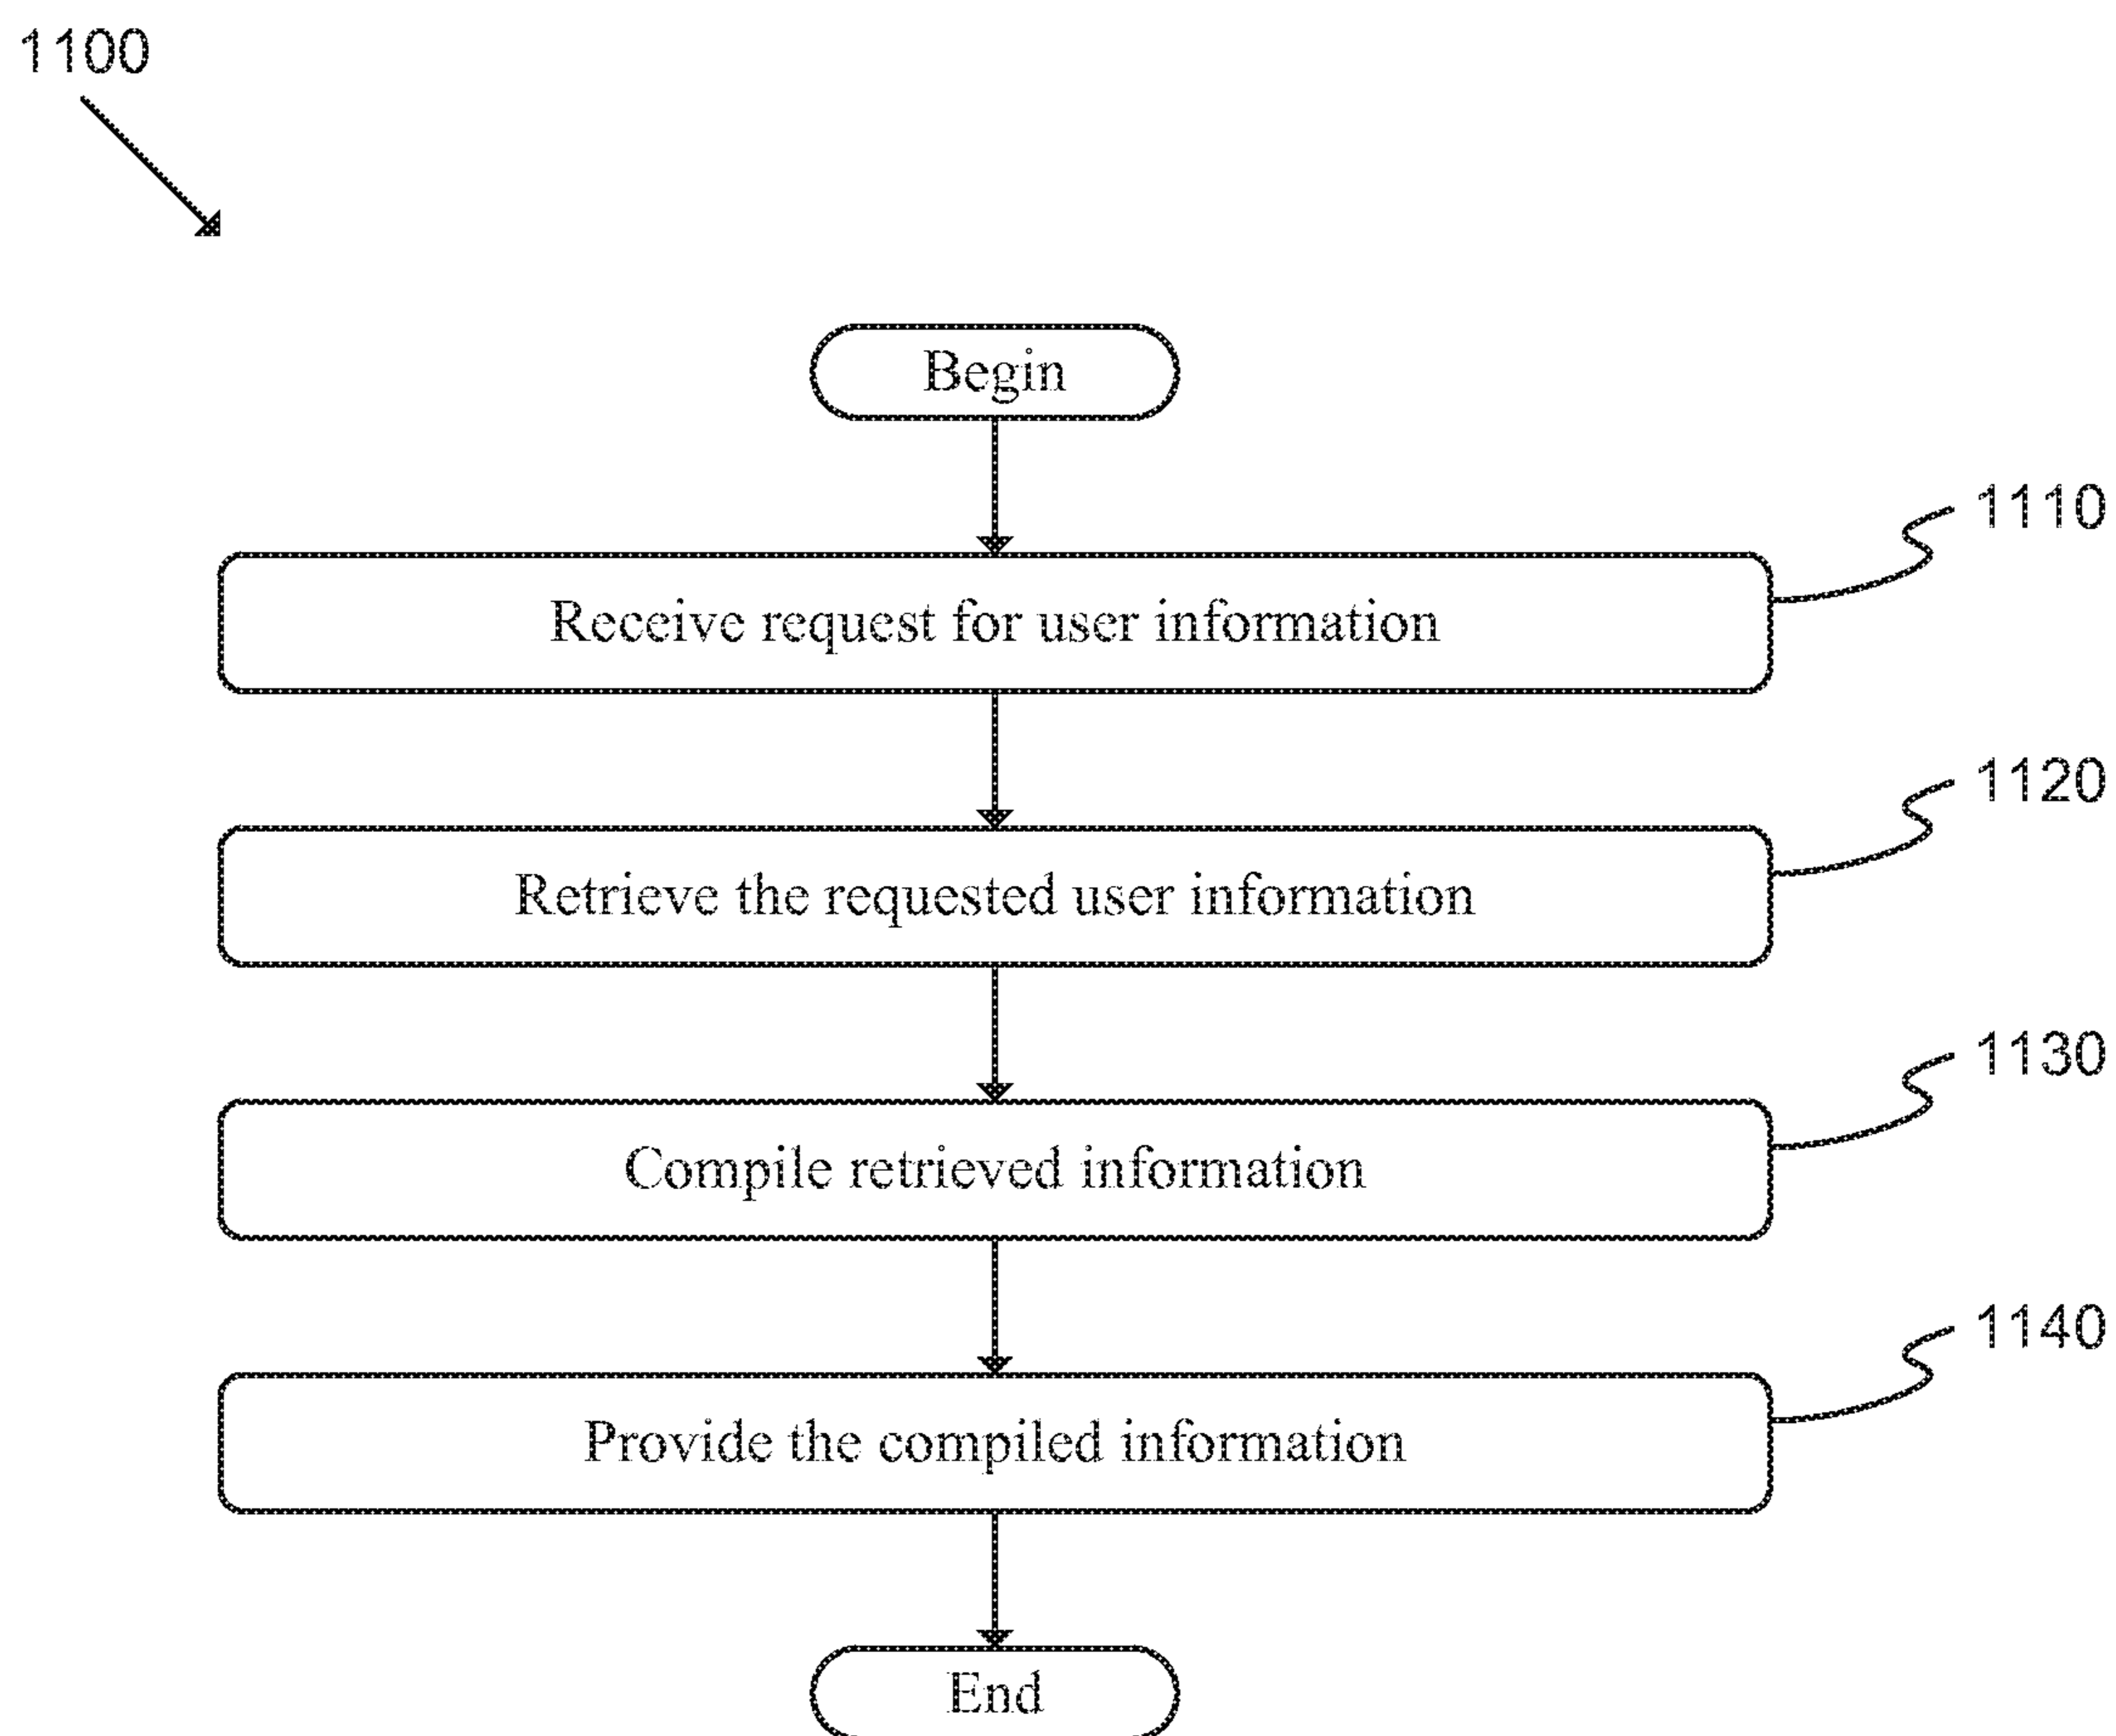 1100
Begin
1110
Receive request for user information
1120
Retrieve the requested user information
1130
Compile retrieved information
1140
Provide the compiled information
End